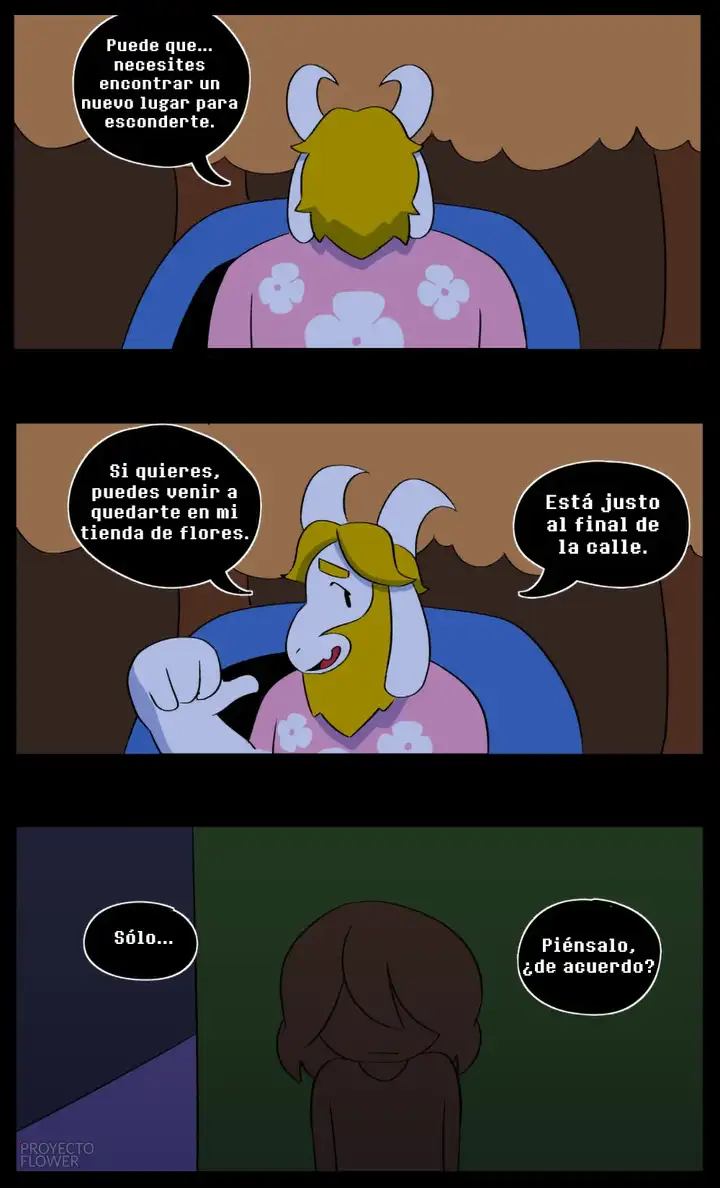 Puede que...
necesites
encontrar un
nuevo lugar para
esconderte.
Si quieres,
puedes venir a
quedarte en mi
tienda de flores.
Está justo
al final de
la calle.
Sólo...
Piénsalo,
¿de acuerdo?
PROYECTO
FLOWER